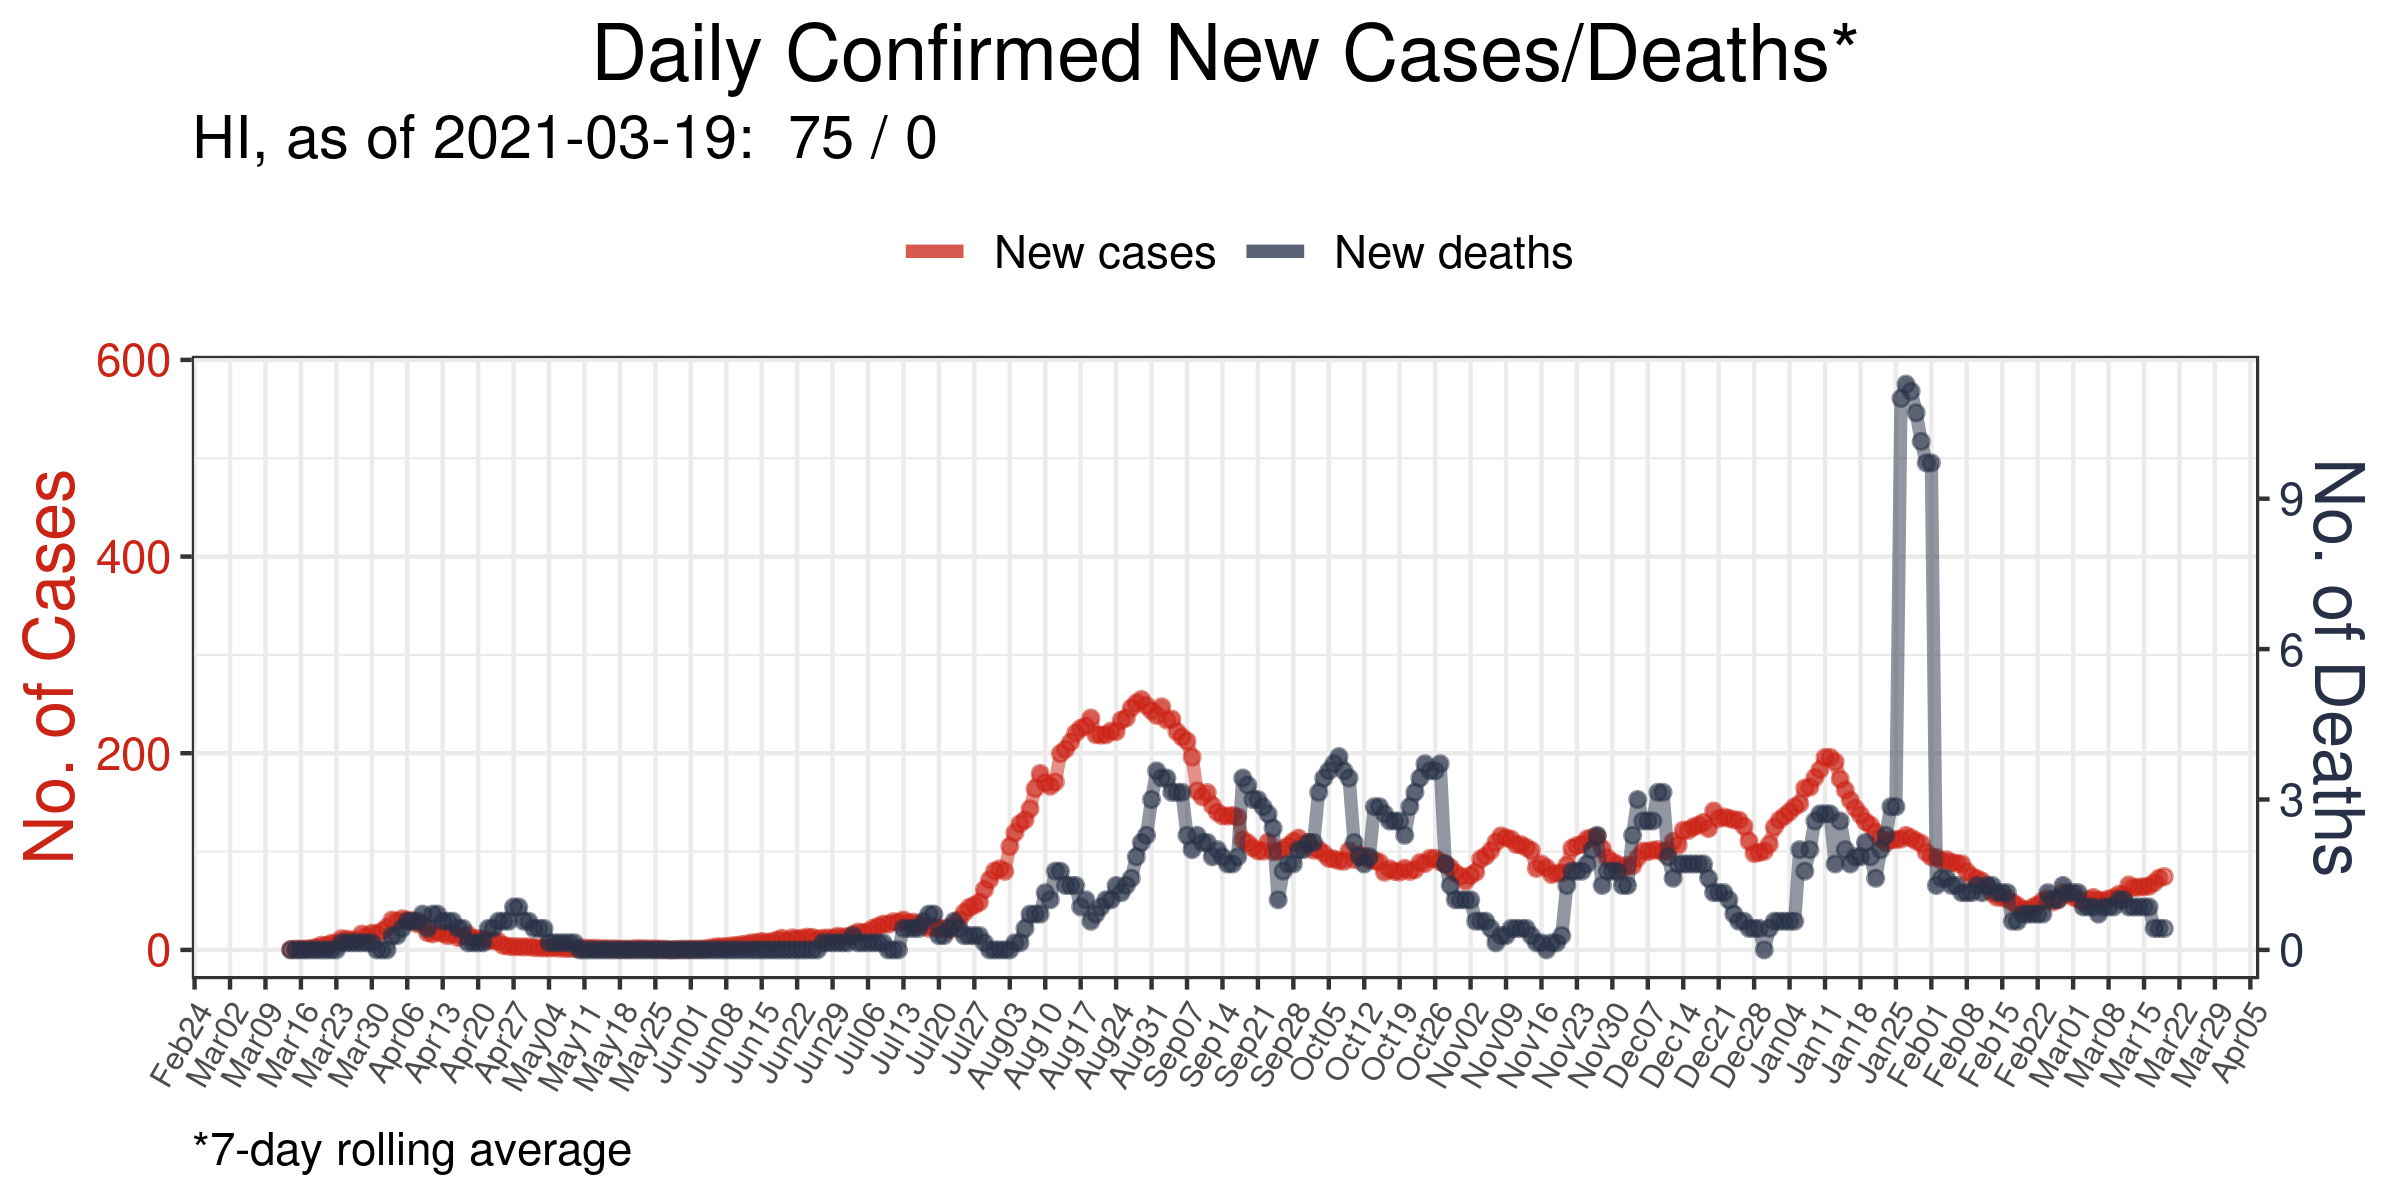 Daily Confirmed New Cases/Deaths*
HI, as of 2021-03-19:  75 / 0
New cases
New deaths
No. of Cases
600
400
200
0
No. of Deaths
9
6
3
0
Feb24
Mar02
Mar09
Mar16
Mar23
Mar30
Apr06
Apr13
Apr20
Apr27
May04
May11
May18
May25
Jun01
Jun08
Jun15
Jun22
Jun29
Jul06
Jul13
Jul20
Jul27
Aug03
Aug10
Aug17
Aug24
Aug31
Sep07
Sep14
Sep21
Sep28
Oct05
Oct12
Oct19
Oct26
Nov02
Nov09
Nov16
Nov23
Nov30
Dec07
Dec14
Dec21
Dec28
Jan04
Jan11
Jan18
Jan25
Feb01
Feb08
Feb15
Feb22
Mar01
Mar08
Mar15
Mar22
Mar29
Apr05
*7-day rolling average